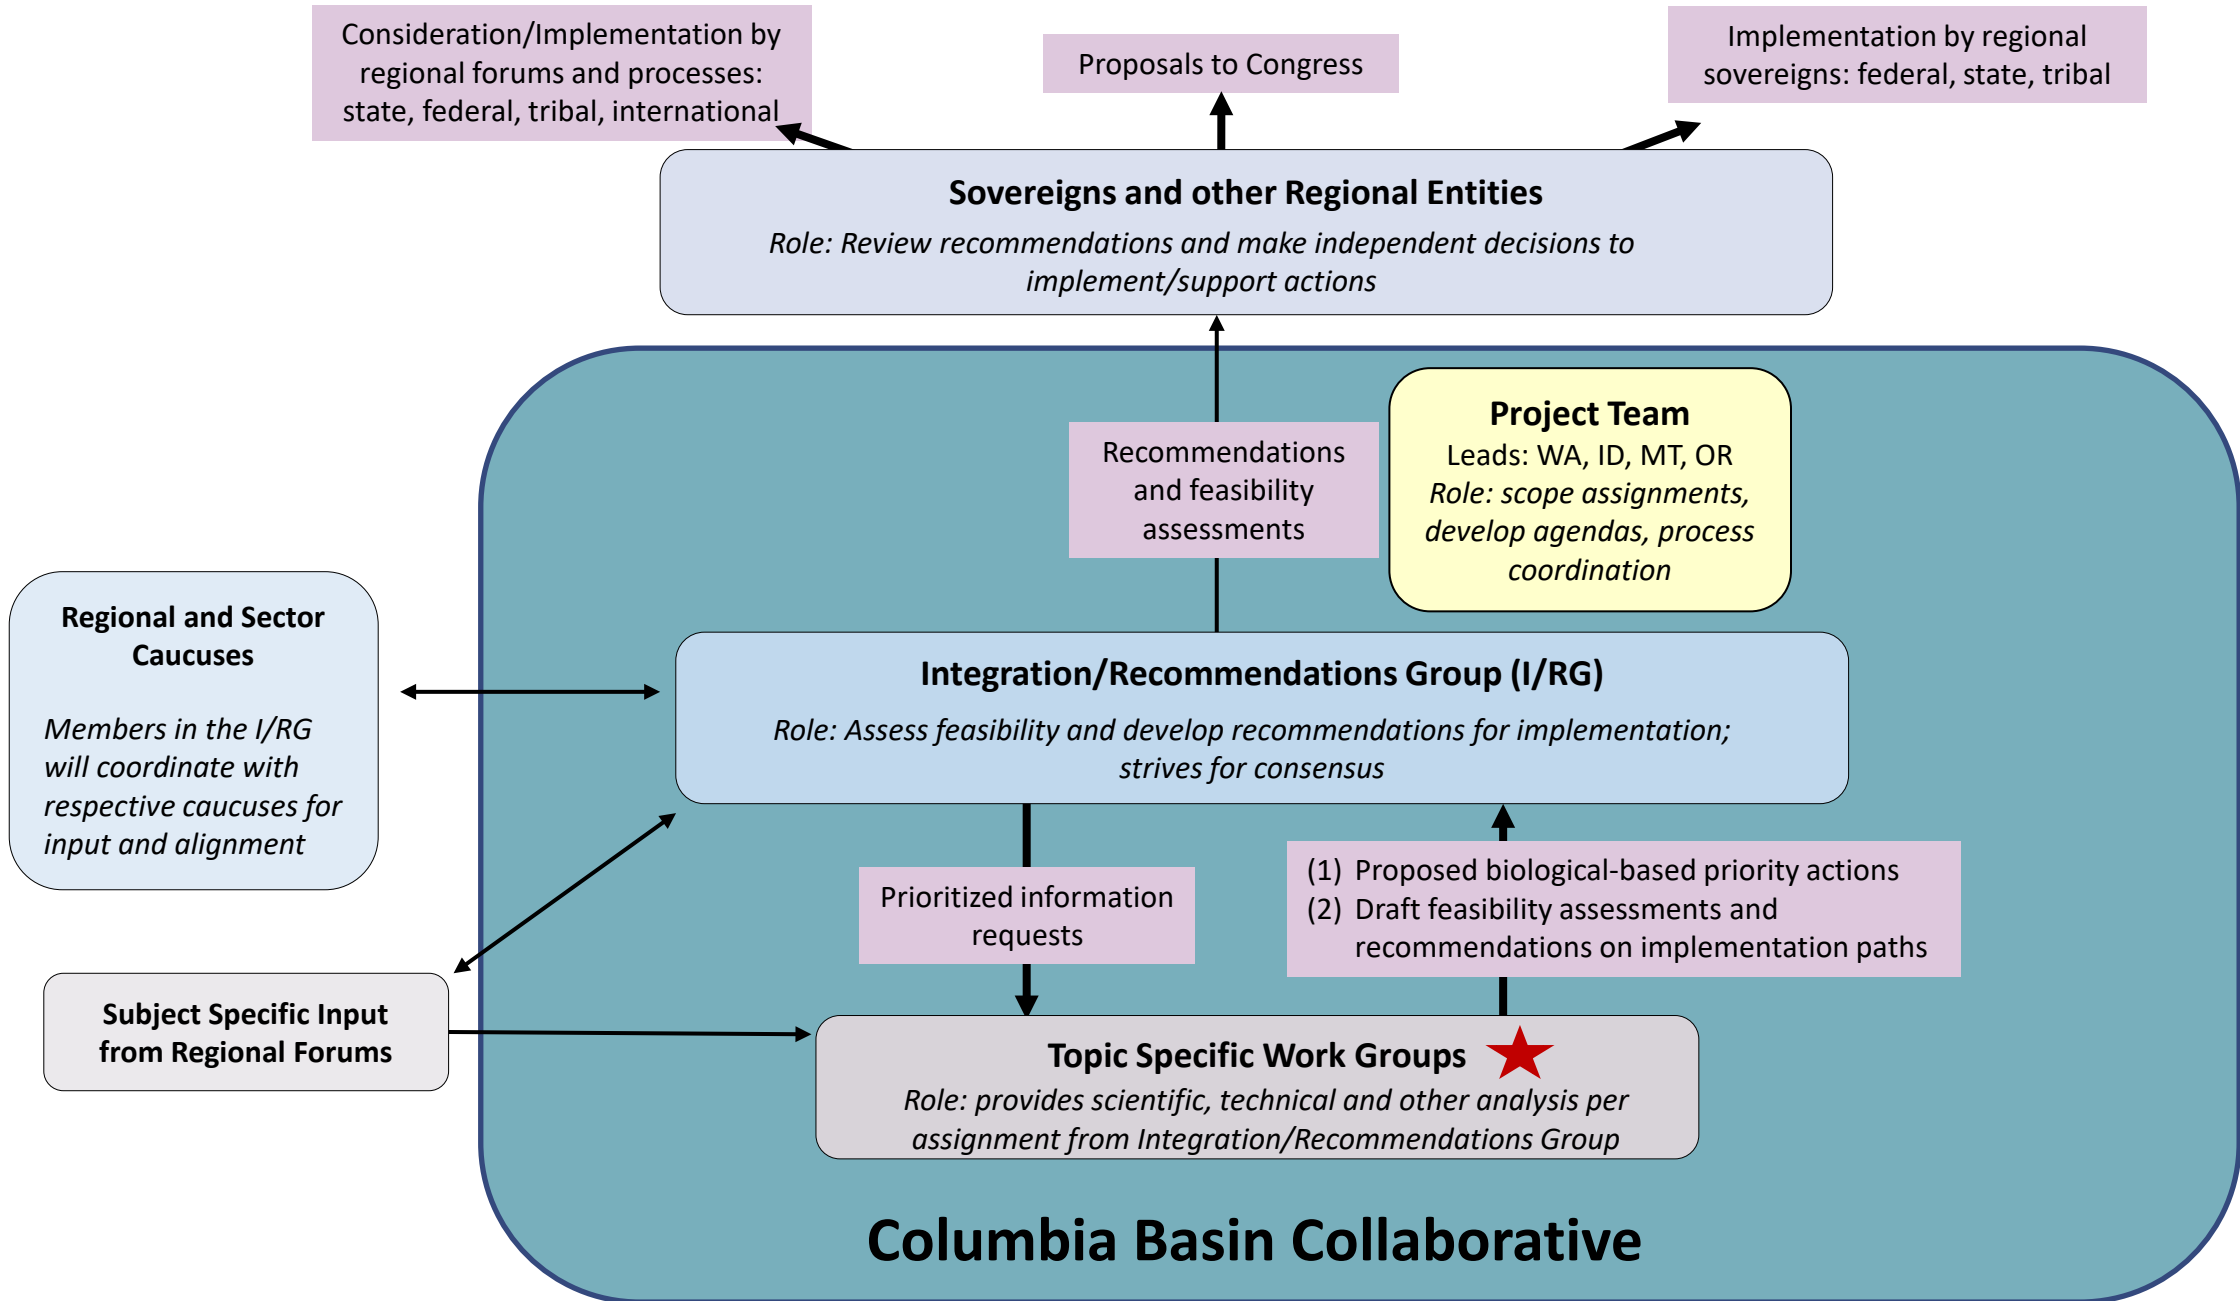 Consideration/Implementation by
regional forums and processes:
state, federal, tribal, international
Proposals to Congress
Implementation by regional
sovereigns: federal, state, tribal
Sovereigns and other Regional Entities
Role: Review recommendations and make independent decisions to
implement/support actions
Recommendations
and feasibility
assessments
Project Team
Leads: WA, ID, MT, OR
Role: scope assignments,
develop agendas, process
coordination
Regional and Sector
Caucuses
Members in the I/RG
will coordinate with
respective caucuses for
input and alignment
Integration/Recommendations Group (I/RG)
Role: Assess feasibility and develop recommendations for implementation;
strives for consensus
Prioritized information
requests
(1) Proposed biological-based priority actions
(2) Draft feasibility assessments and
recommendations on implementation paths
Subject Specific Input
from Regional Forums
Topic Specific Work Groups
Role: provides scientific, technical and other analysis per
assignment from Integration/Recommendations Group
Columbia Basin Collaborative